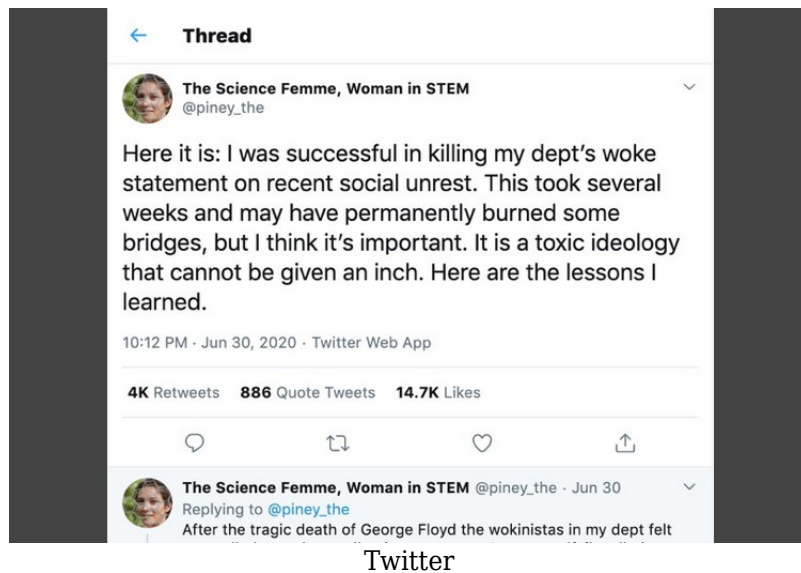 Thread
The Science Femme, Woman in STEM
@piney_the
Here it is: I was successful in killing my dept’s woke
statement on recent social unrest. This took several
weeks and may have permanently burned some
bridges, but I think it’s important. It is a toxic ideology
that cannot be given an inch. Here are the lessons I
learned.
10:12 PM · Jun 30, 2020 · Twitter Web App
4K Retweets 886 Quote Tweets 14.7K Likes
The Science Femme, Woman in STEM @piney_the · Jun 30
Replying to @piney_the
After the tragic death of George Floyd the wokinistas in my dept felt
Twitter